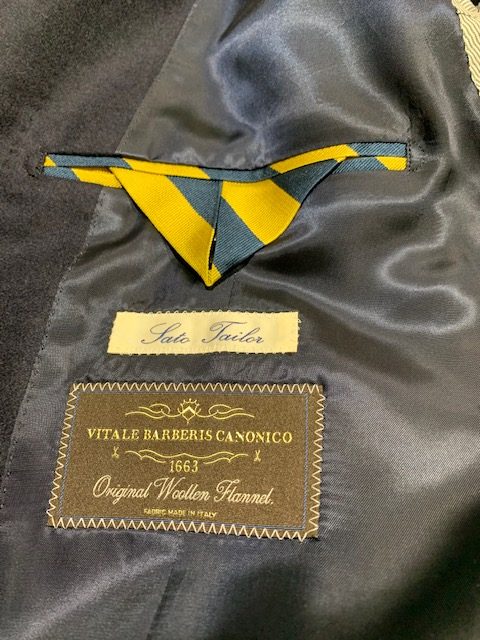 Sato Tailor
VITALE BARBERIS CANONICO
1663
Original Woollen Flannel.
FABRIC MADE IN ITALY